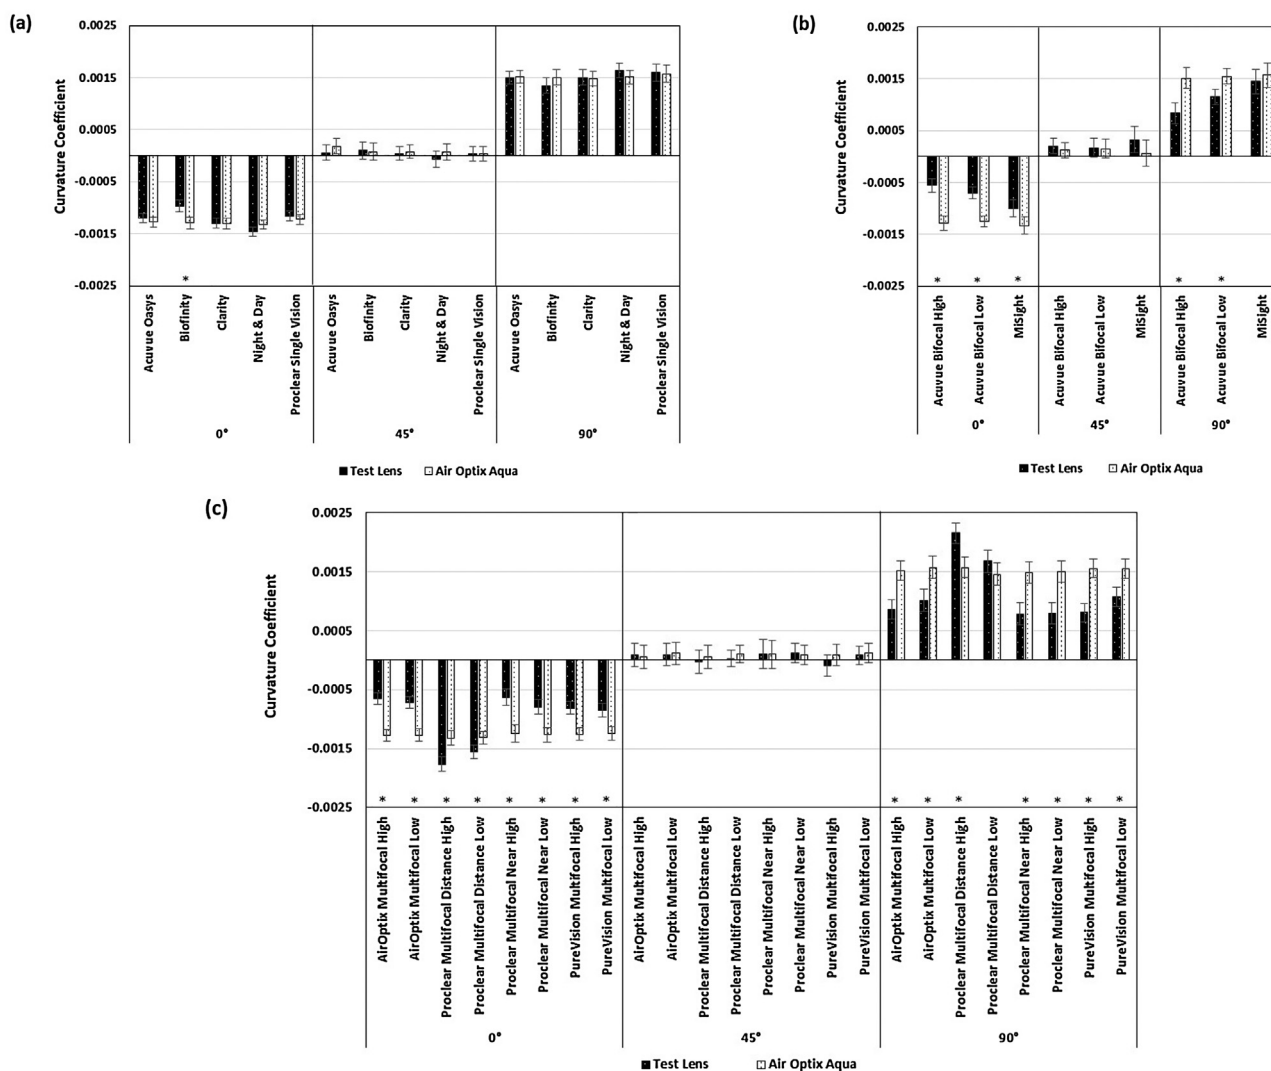 (a)
0.0025
0.0015
0.0005
-0.0005
-0.0015
-0.0025
Curvature Coefficient
*
Acuvue Oasys
Biofinity
Clarity
Night & Day
Proclear Single Vision
Acuvue Oasys
Biofinity
Clarity
Night & Day
Proclear Single Vision
Acuvue Oasys
Biofinity
Clarity
Night & Day
Proclear Single Vision
0° 45° 90°
Test Lens Air Optix Aqua
(b)
0.0025
0.0015
0.0005
-0.0005
-0.0015
-0.0025
Curvature Coefficient
* * * * *
Acuvue Bifocal High
Acuvue Bifocal Low
MiSight
Acuvue Bifocal High
Acuvue Bifocal Low
MiSight
Acuvue Bifocal High
Acuvue Bifocal Low
MiSight
0° 45° 90°
Test Lens Air Optix Aqua
(c)
0.0025
0.0015
0.0005
-0.0005
-0.0015
-0.0025
Curvature Coefficient
* * * * * * * * * * * * * * *
AirOptix Multifocal High
AirOptix Multifocal Low
Proclear Multifocal Distance High
Proclear Multifocal Distance Low
Proclear Multifocal Near High
Proclear Multifocal Near Low
PureVision Multifocal High
PureVision Multifocal Low
AirOptix Multifocal High
AirOptix Multifocal Low
Proclear Multifocal Distance High
Proclear Multifocal Distance Low
Proclear Multifocal Near High
Proclear Multifocal Near Low
PureVision Multifocal High
PureVision Multifocal Low
AirOptix Multifocal High
AirOptix Multifocal Low
Proclear Multifocal Distance High
Proclear Multifocal Distance Low
Proclear Multifocal Near High
Proclear Multifocal Near Low
PureVision Multifocal High
PureVision Multifocal Low
0° 45° 90°
Test Lens Air Optix Aqua